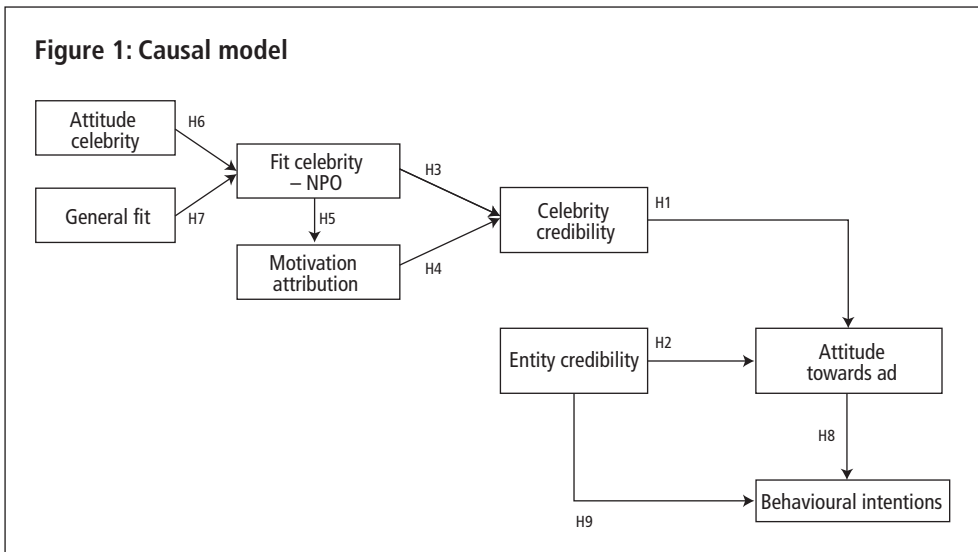 Figure 1: Causal model
Attitude
celebrity
H6
Fit celebrity
– NPO
H3
General fit
H7
H5
Motivation
attribution
H4
Celebrity
credibility
H1
Entity credibility
H2
Attitude
towards ad
H8
Behavioural intentions
H9